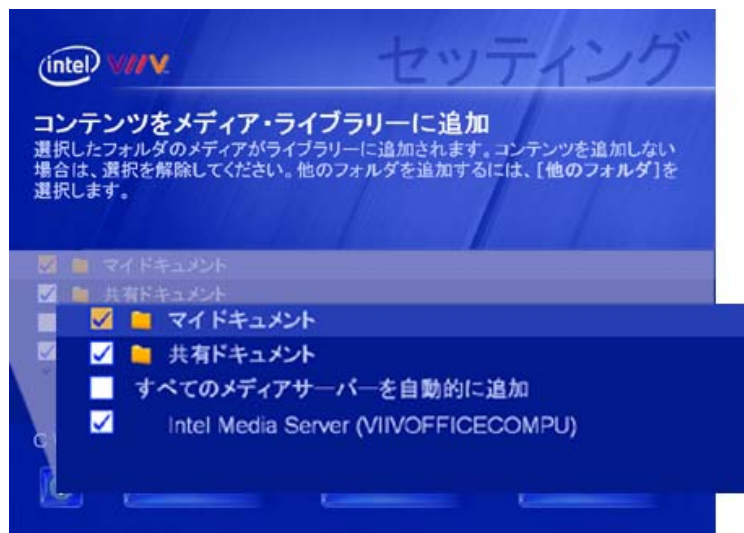 intel VIIV
セッティング
コンテンツをメディア・ライブラリーに追加
選択したフォルダのメディアがライブラリーに追加されます。コンテンツを追加しない
場合は、選択を解除してください。他のフォルダを追加するには、[他のフォルダ]を
選択します。
マイドキュメント
共有ドキュメント
マイドキュメント
共有ドキュメント
すべてのメディアサーバーを自動的に追加
Intel Media Server (VIIVOFFICECOMPU)